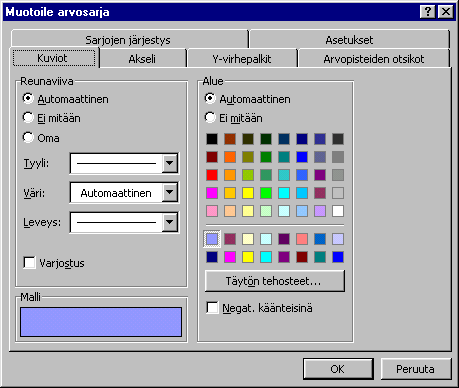 Muotoile arvosarja
Sarjojen järjestys
Asetukset
Kuviot
Akseli
Y-virhepalkit
Arvopisteiden otsikot
Reunaviiva
Automaattinen
Ei mitään
Oma
Tyyli:
Väri:
Automaattinen
Leveys:
Varjostus
Malli
Alue
Automaattinen
Ei mitään
Täytön tehosteet...
Negat. käänteisinä
OK
Peruuta